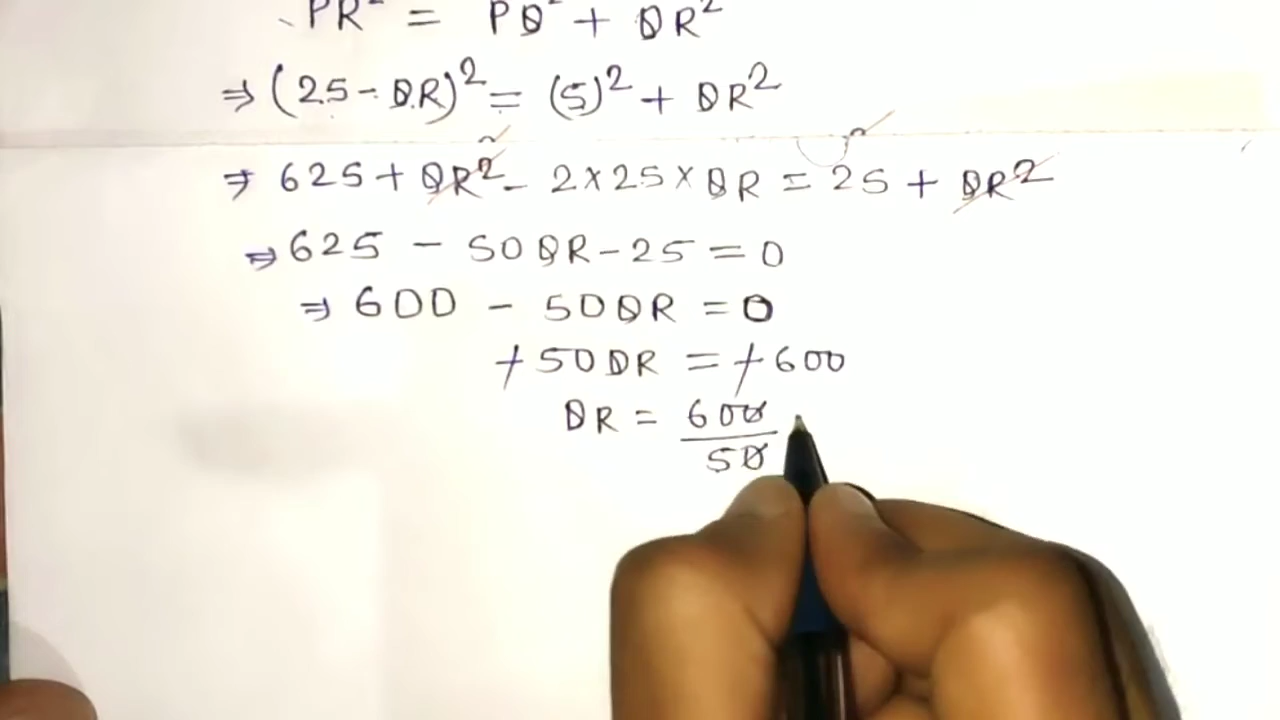 PR² = PQ² + QR²
⇒ (25 - QR)² = (5)² + QR²
⇒ 625 + QR² - 2×25×QR = 25 + QR²
⇒ 625 - 50QR - 25 = 0
⇒ 600 - 50QR = 0
+50QR = +600
QR = 600/50